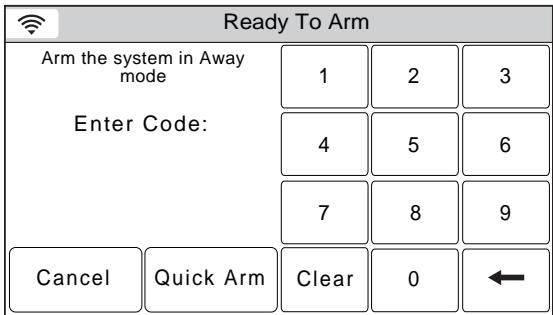 Ready To Arm
Arm the system in Away
mode
Enter Code:
1 2 3
4 5 6
7 8 9
Cancel Quick Arm Clear 0